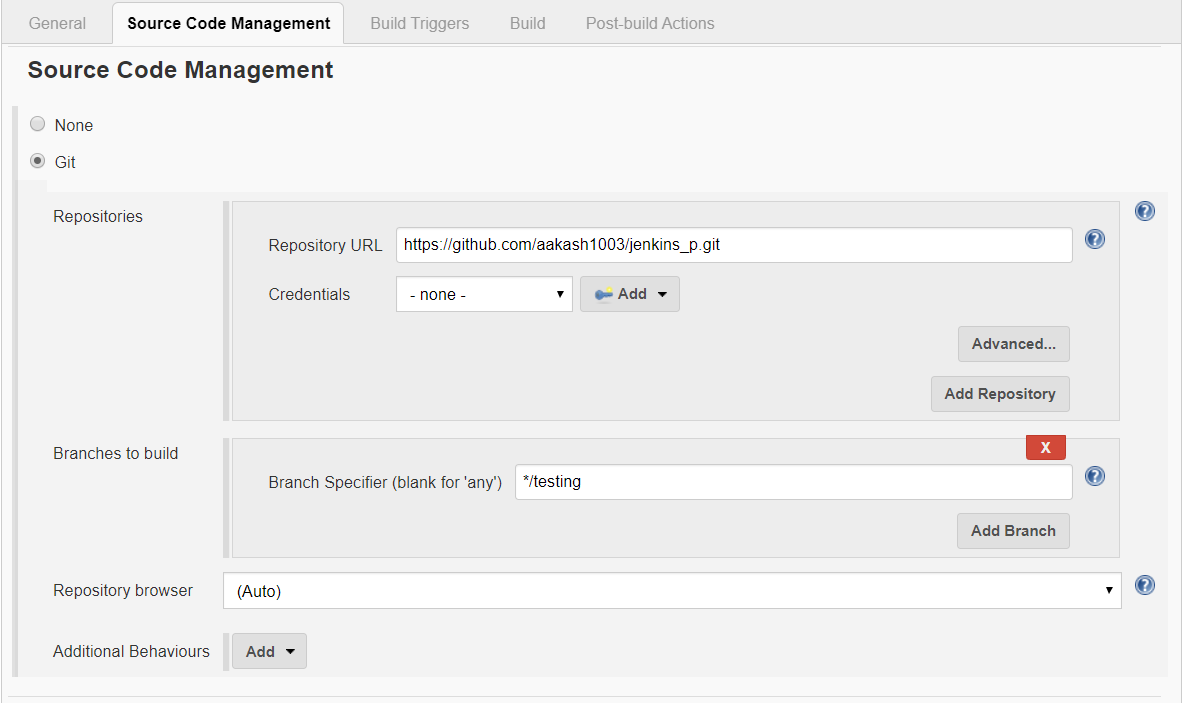 General Source Code Management Build Triggers Build Post-build Actions
Source Code Management
None
Git
Repositories
?
Repository URL https://github.com/aakash1003/jenkins_p.git ?
Credentials - none - Add
Advanced...
Add Repository
Branches to build X
Branch Specifier (blank for 'any') */testing ?
Add Branch
Repository browser (Auto) ?
Additional Behaviours Add